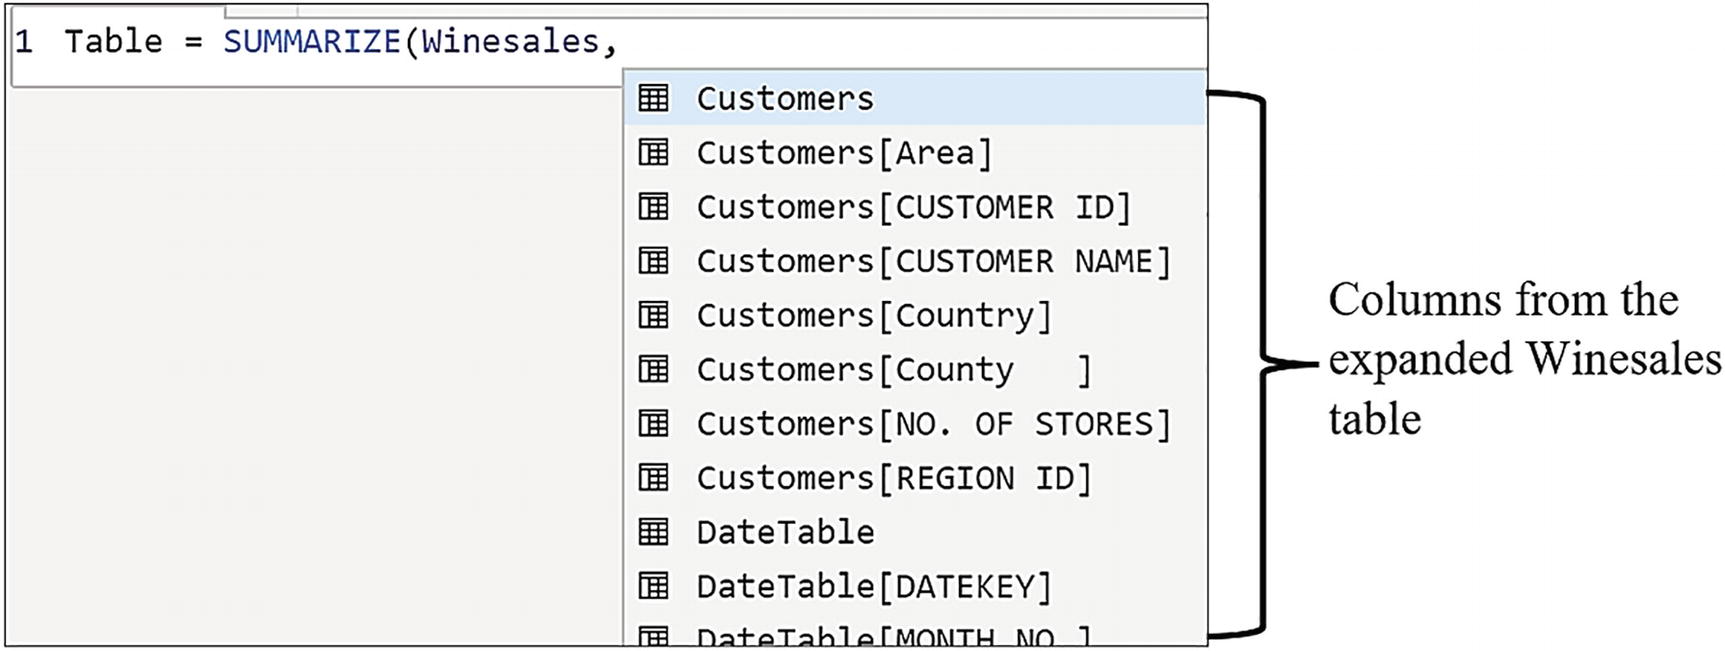 1 Table = SUMMARIZE(Winesales,
Customers
Customers[Area]
Customers[CUSTOMER ID]
Customers[CUSTOMER NAME]
Customers[Country]
Customers[County   ]
Customers[NO. OF STORES]
Customers[REGION ID]
DateTable
DateTable[DATEKEY]
DateTable[MONTH NO ]
Columns from the
expanded Winesales
table